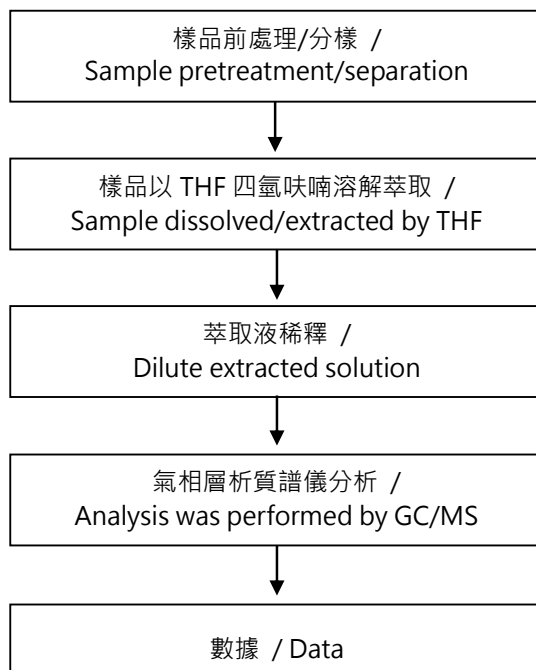 樣品前處理/分樣 /
Sample pretreatment/separation
樣品以 THF 四氫呋喃溶解萃取 /
Sample dissolved/extracted by THF
萃取液稀釋 /
Dilute extracted solution
氣相層析質譜儀分析 /
Analysis was performed by GC/MS
數據 / Data